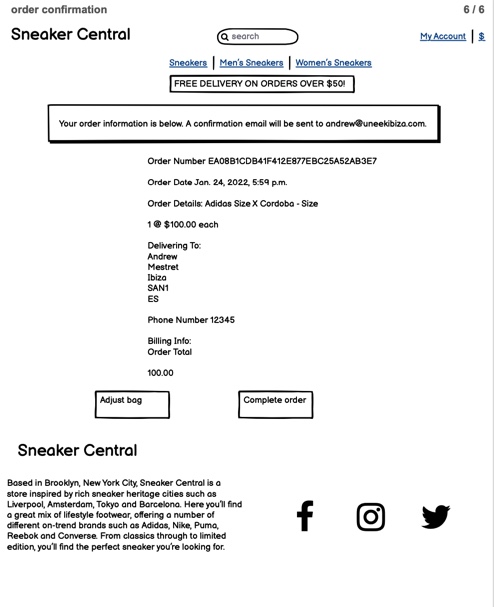 order confirmation
6 / 6
Sneaker Central
search
My Account | $
Sneakers | Men's Sneakers | Women's Sneakers
FREE DELIVERY ON ORDERS OVER $50!
Your order information is below. A confirmation email will be sent to andrew@uneekibiza.com.
Order Number EA08B1CDB41F412E877EBC25A52AB3E7
Order Date Jan. 24, 2022, 5:59 p.m.
Order Details: Adidas Size X Cordoba - Size
1 @ $100.00 each
Delivering To:
Andrew
Mestret
Ibiza
SAN1
ES
Phone Number 12345
Billing Info:
Order Total
100.00
Adjust bag
Complete order
Sneaker Central
Based in Brooklyn, New York City, Sneaker Central is a
store inspired by rich sneaker heritage cities such as
Liverpool, Amsterdam, Tokyo and Barcelona. Here you'll find
a great mix of lifestyle footwear, offering a number of
different on-trend brands such as Adidas, Nike, Puma,
Reebok and Converse. From classics through to limited
edition, you'll find the perfect sneaker you're looking for.